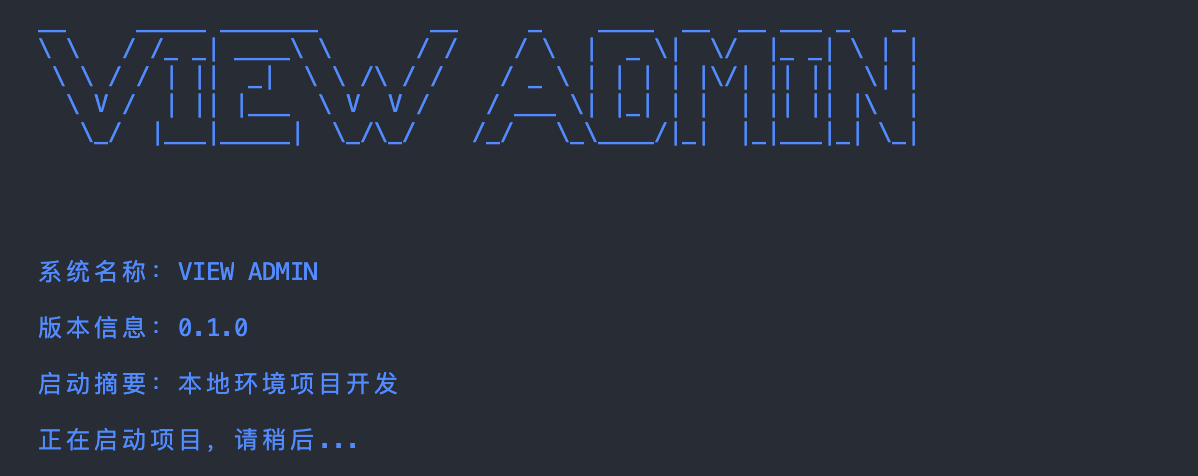 VIEW ADMIN
系统名称：VIEW ADMIN
版本信息：0.1.0
启动摘要：本地环境项目开发
正在启动项目，请稍后...